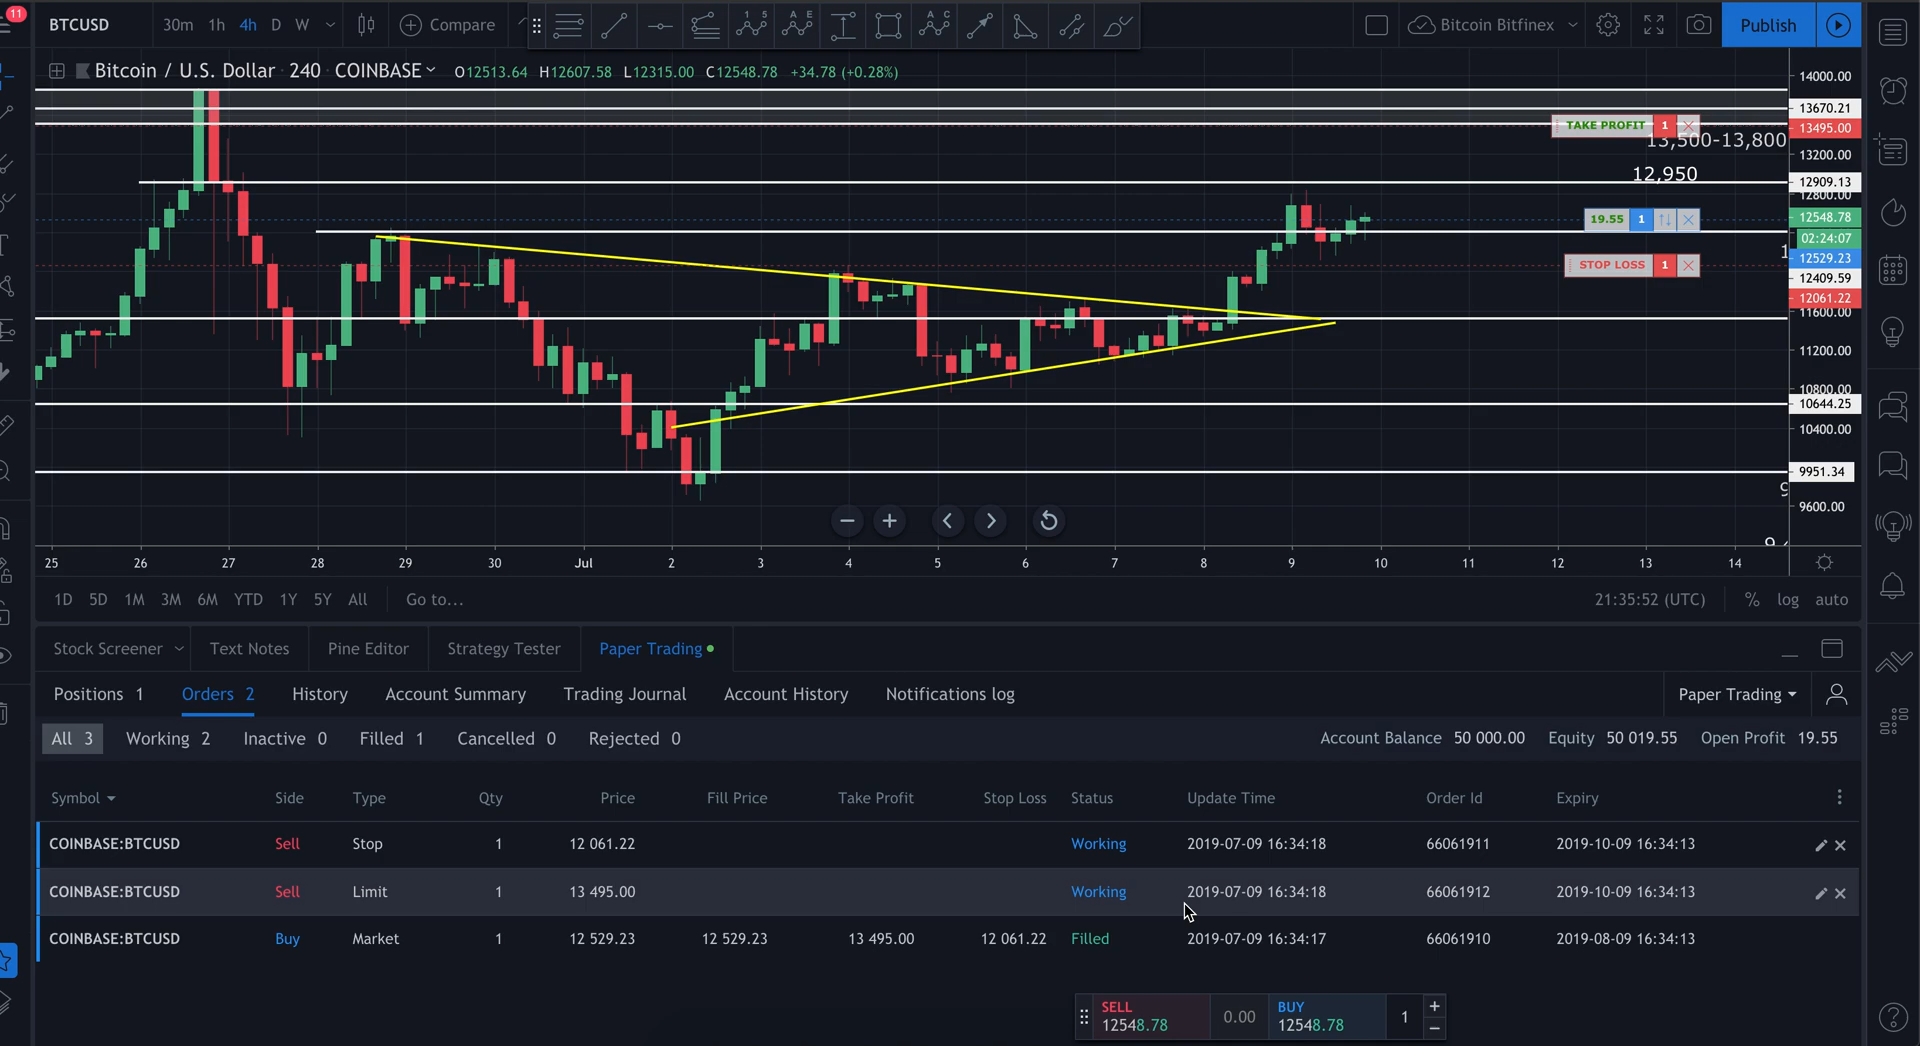 11
BTCUSD 30m 1h 4h D W Compare Bitcoin Bitfinex Publish
Bitcoin / U.S. Dollar 240 COINBASE O12513.64 H12607.58 L12315.00 C12548.78 +34.78 (+0.28%)
14000.00
13670.21
TAKE PROFIT 1 13495.00
13,500-13,800
13200.00
12,950
12909.13
12800.00
19.55 1 12548.78
02:24:07
12529.23
STOP LOSS 1
12409.59
12061.22
11600.00
11200.00
10800.00
10644.25
10400.00
9951.34
9600.00
25 26 27 28 29 30 Jul 2 3 4 5 6 7 8 9 10 11 12 13 14
1D 5D 1M 3M 6M YTD 1Y 5Y All Go to... 21:35:52 (UTC) % log auto
Stock Screener Text Notes Pine Editor Strategy Tester Paper Trading
Positions 1 Orders 2 History Account Summary Trading Journal Account History Notifications log Paper Trading
All 3 Working 2 Inactive 0 Filled 1 Cancelled 0 Rejected 0 Account Balance 50 000.00 Equity 50 019.55 Open Profit 19.55
Symbol Side Type Qty Price Fill Price Take Profit Stop Loss Status Update Time Order Id Expiry
COINBASE:BTCUSD Sell Stop 1 12 061.22 Working 2019-07-09 16:34:18 66061911 2019-10-09 16:34:13
COINBASE:BTCUSD Sell Limit 1 13 495.00 Working 2019-07-09 16:34:18 66061912 2019-10-09 16:34:13
COINBASE:BTCUSD Buy Market 1 12 529.23 12 529.23 13 495.00 12 061.22 Filled 2019-07-09 16:34:17 66061910 2019-08-09 16:34:13
SELL BUY
12548.78 0.00 12548.78 1